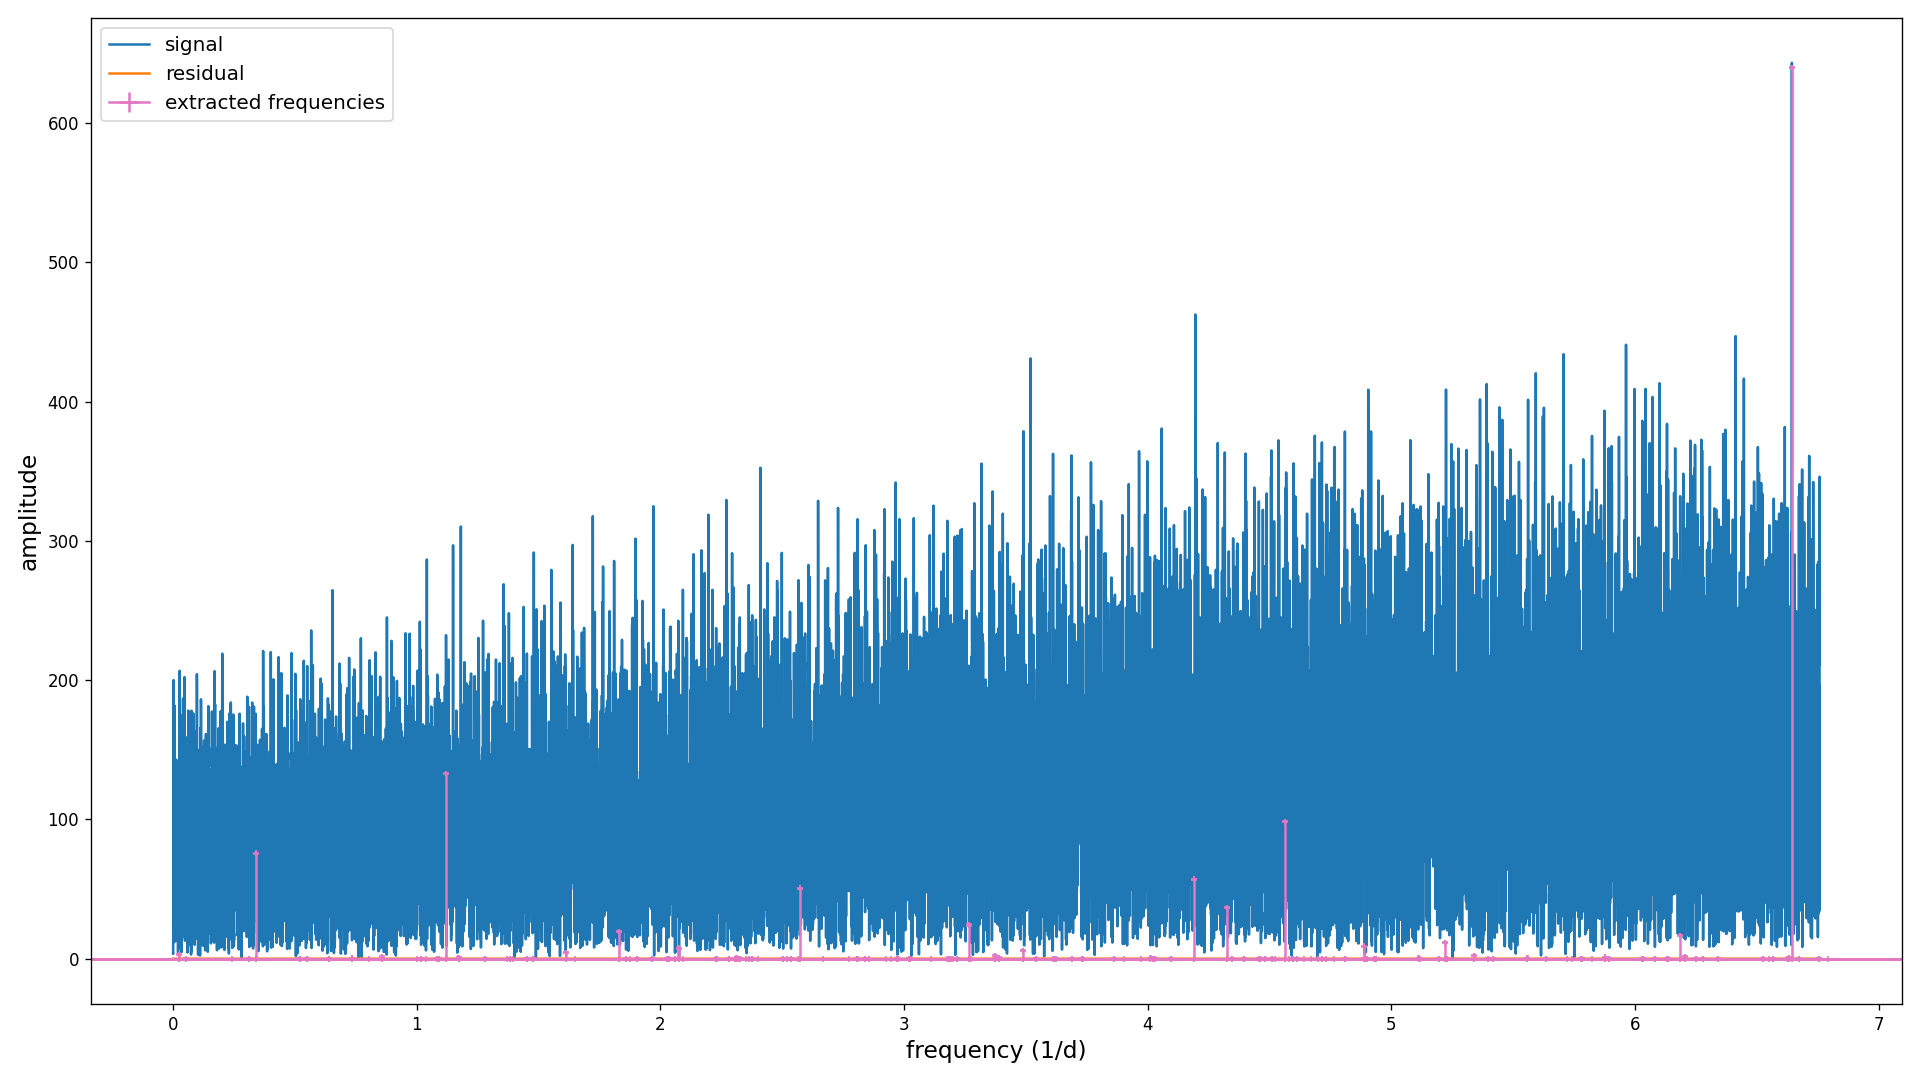 signal
residual
extracted frequencies
amplitude
600
500
400
300
200
100
0
0 1 2 3 4 5 6 7
frequency (1/d)